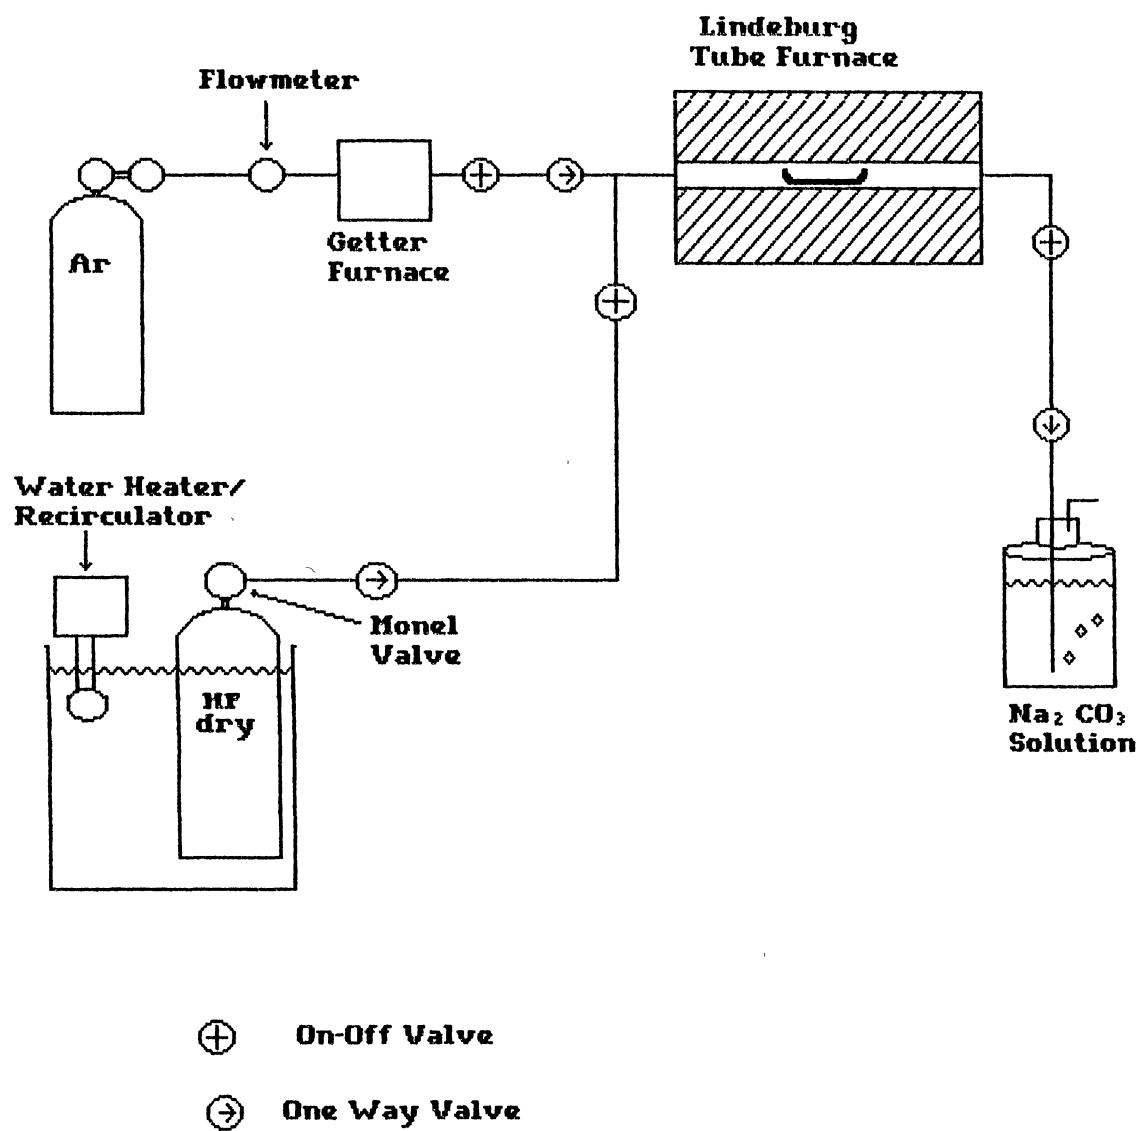 Lindeburg
Tube Furnace
Flowmeter
Getter
Furnace
Ar
Water Heater/
Recirculator
Monel
Valve
HF
dry
Na₂ CO₃
Solution
On-Off Valve
One Way Valve